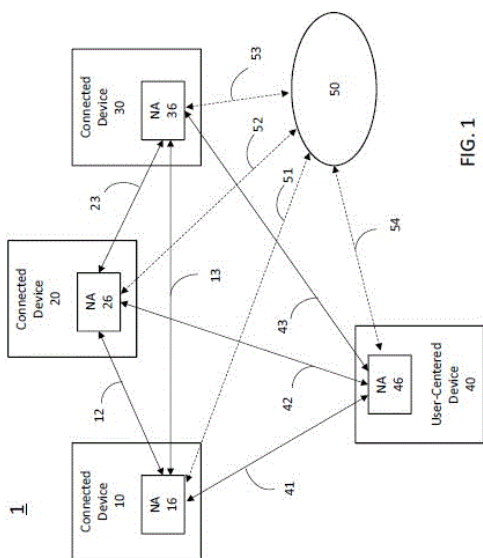 1
Connected
Device
10
NA
16
Connected
Device
20
NA
26
Connected
Device
30
NA
36
12
23
13
53
52
51
50
41
42
43
54
NA
46
User-Centered
Device
40
FIG. 1